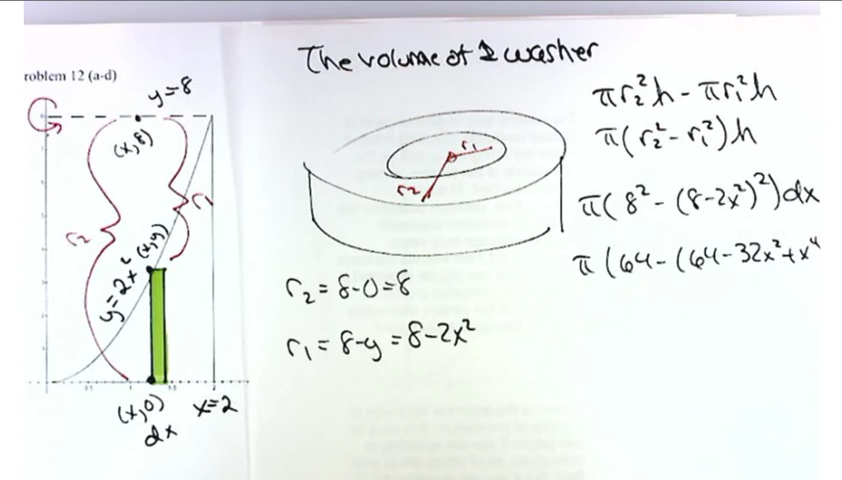 roblem 12 (a-d)
y=8
(x,8)
r₂
r₁
y=2x²
(x,y)
(x,0)
x=2
dx
The volume of 1 washer
r₁
r₂
r₂ = 8-0=8
r₁ = 8-y = 8-2x²
πr₂²h - πr₁²h
π(r₂² - r₁²)h
π(8² - (8-2x²)²)dx
π(64-(64-32x²+x⁴